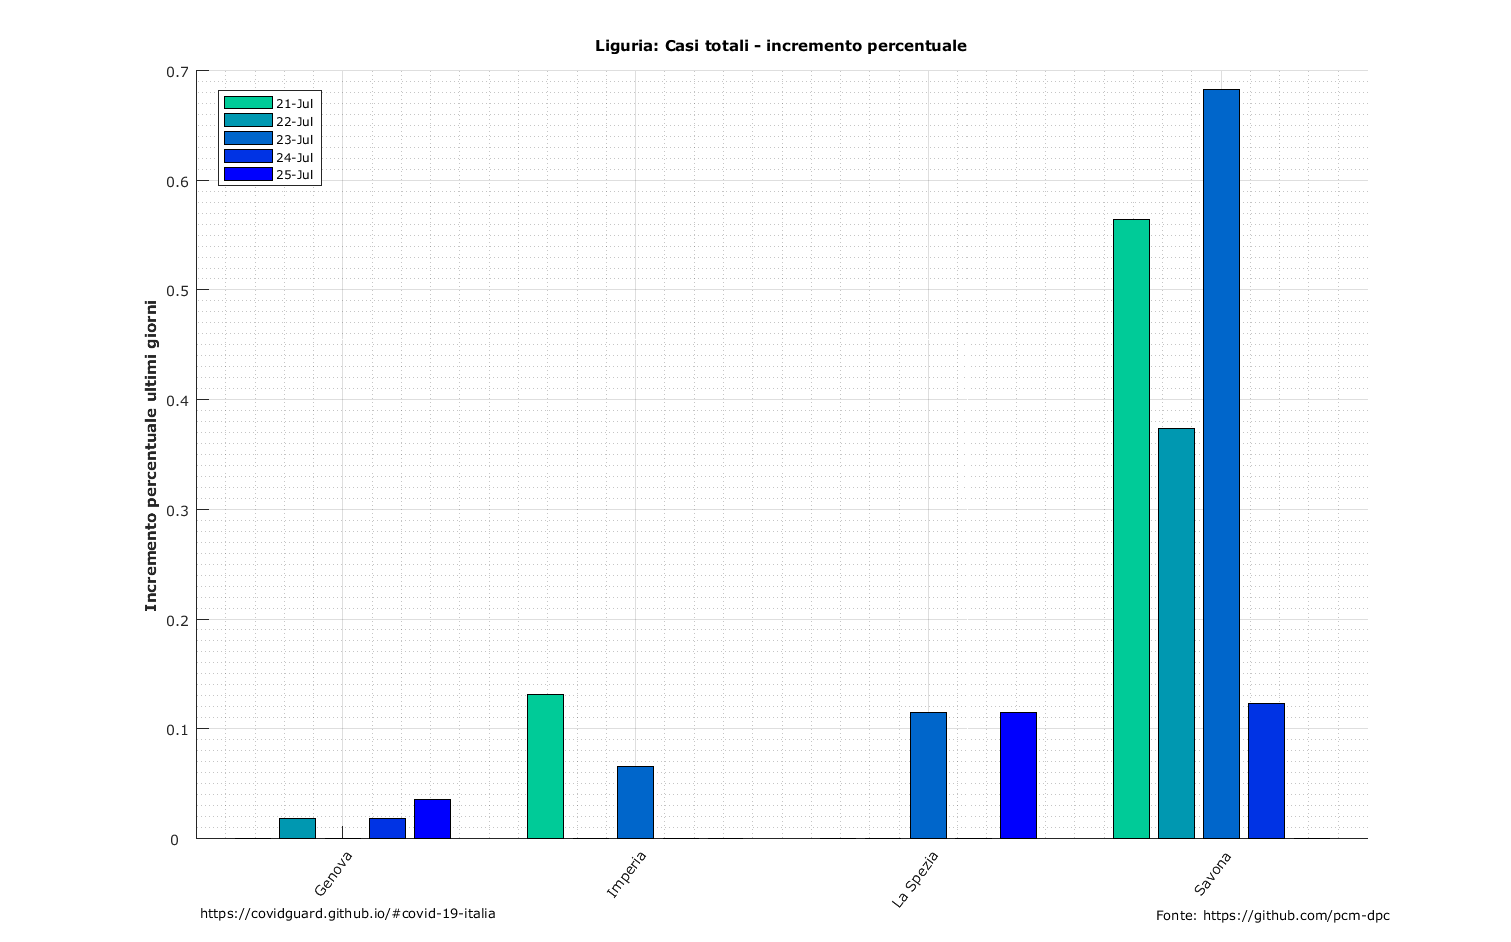 Liguria: Casi totali - incremento percentuale
0.7
0.6
0.5
0.4
0.3
0.2
0.1
0
21-Jul
22-Jul
23-Jul
24-Jul
25-Jul
Incremento percentuale ultimi giorni
Genova
Imperia
La Spezia
Savona
https://covidguard.github.io/#covid-19-italia
Fonte: https://github.com/pcm-dpc